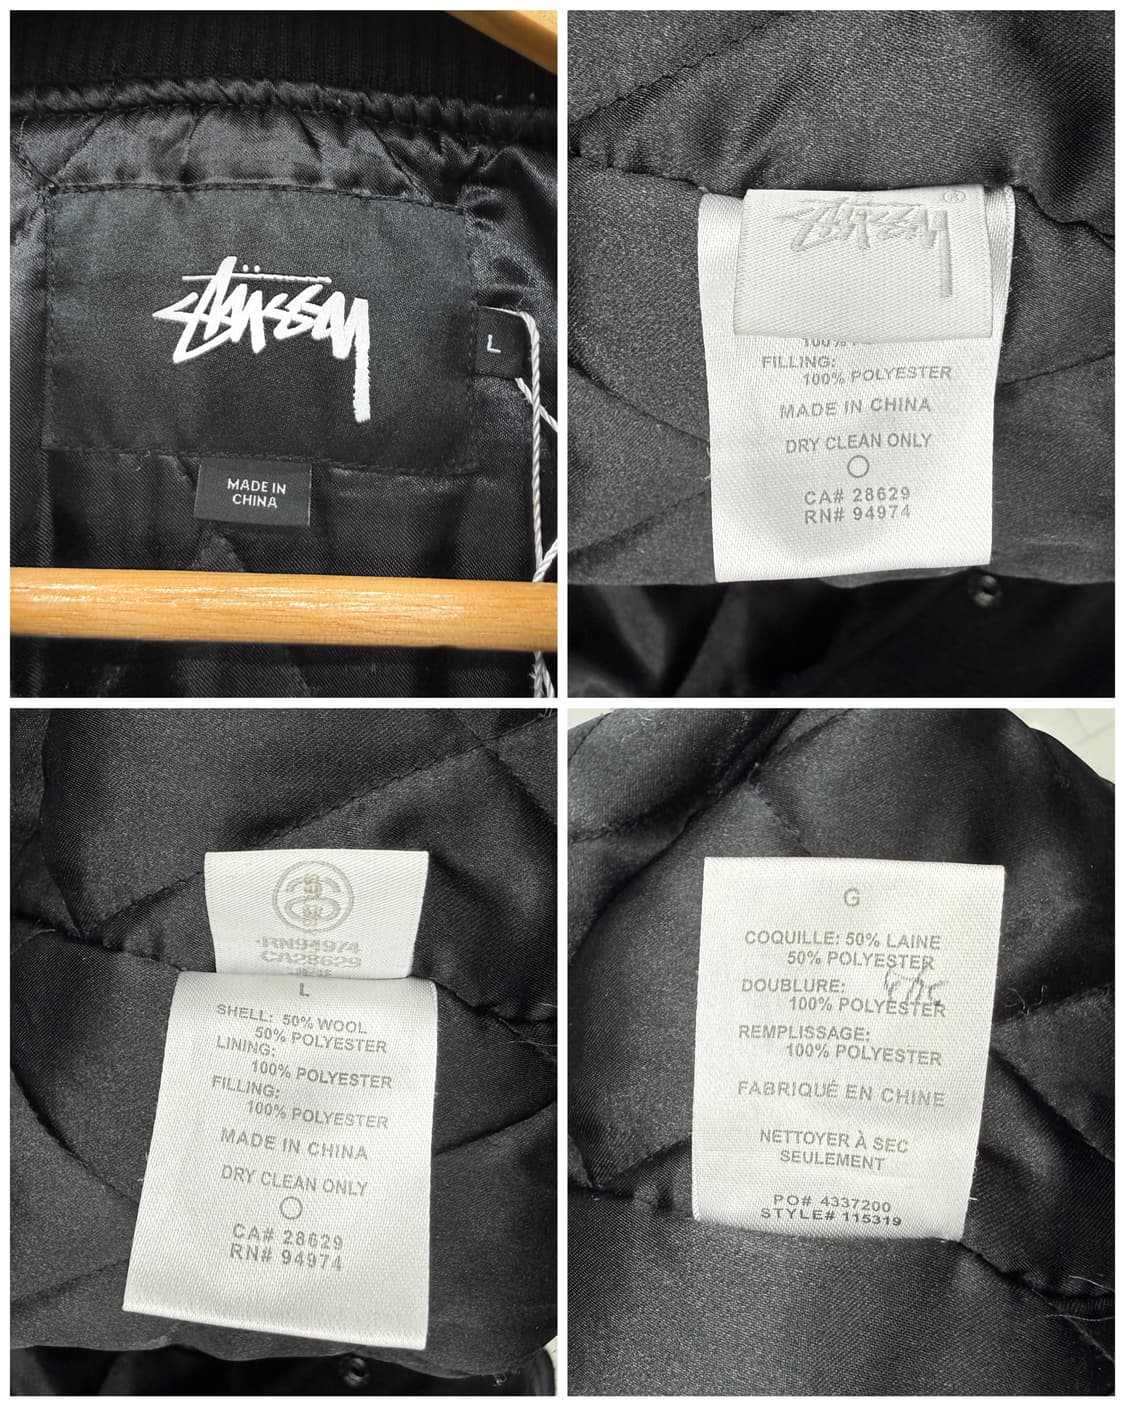 STÜSSY
L
MADE IN
CHINA
STÜSSY ®
100%
FILLING:
100% POLYESTER
MADE IN CHINA
DRY CLEAN ONLY
CA# 28629
RN# 94974
RN94974
CA28629
L
SHELL: 50% WOOL
50% POLYESTER
LINING:
100% POLYESTER
FILLING:
100% POLYESTER
MADE IN CHINA
DRY CLEAN ONLY
CA# 28629
RN# 94974
G
COQUILLE: 50% LAINE
50% POLYESTER
DOUBLURE:
100% POLYESTER
REMPLISSAGE:
100% POLYESTER
FABRIQUÉ EN CHINE
NETTOYER À SEC
SEULEMENT
PO# 4337200
STYLE# 115319